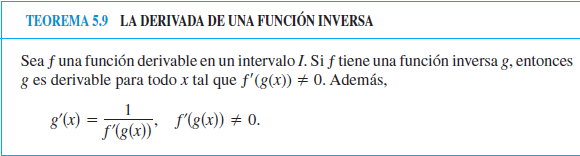 TEOREMA 5.9 LA DERIVADA DE UNA FUNCIÓN INVERSA
Sea f una función derivable en un intervalo I. Si f tiene una función inversa g, entonces
g es derivable para todo x tal que f′(g(x)) ≠ 0. Además,
g′(x) = 1/f′(g(x)), f′(g(x)) ≠ 0.